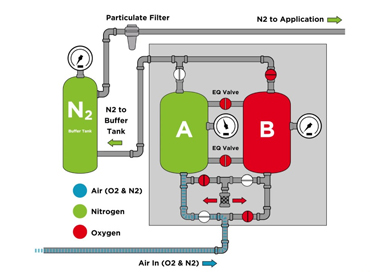 Particulate Filter
N2 to Application
EQ Valve
N2
Buffer Tank
N2 to
Buffer
Tank
A
B
EQ Valve
Air (O2 & N2)
Nitrogen
Oxygen
Air In (O2 & N2)